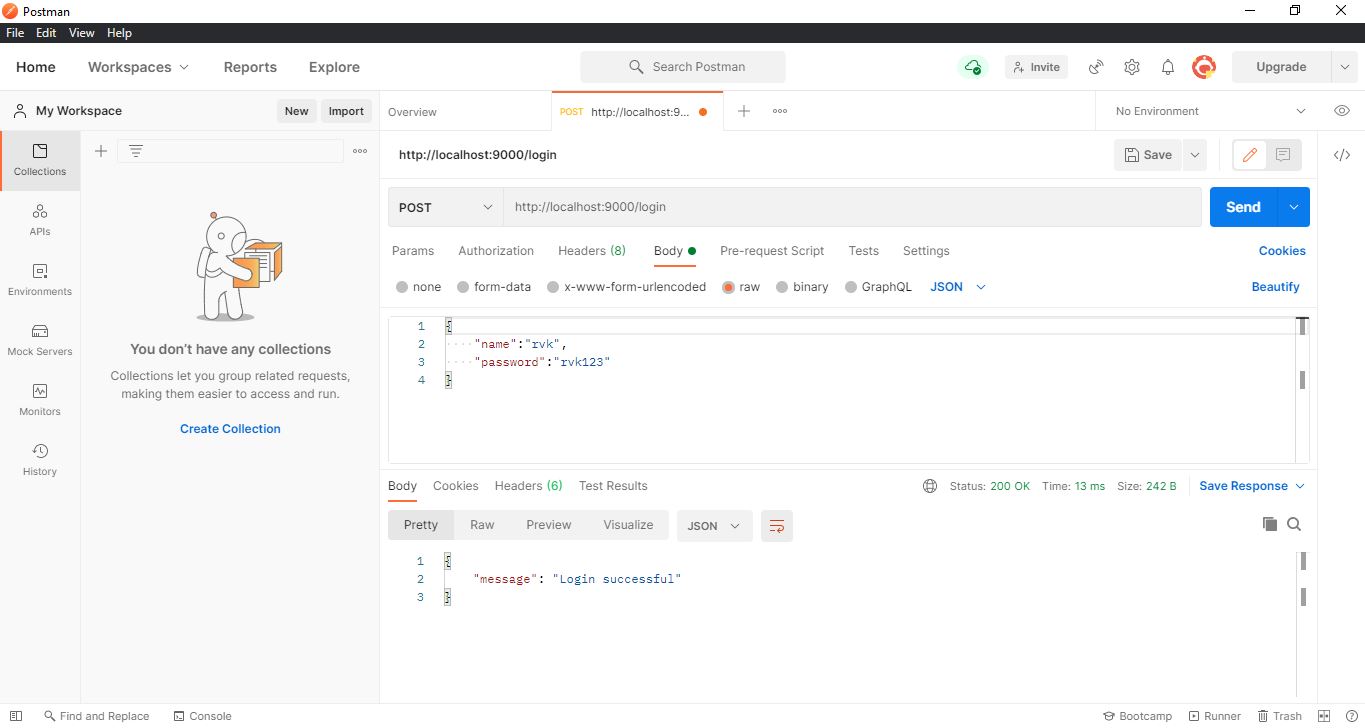 Postman
File Edit View Help
Home Workspaces Reports Explore Search Postman Invite Upgrade
My Workspace New Import Overview POST http://localhost:9... No Environment
Collections
APIs
Environments
Mock Servers
Monitors
History
You don't have any collections
Collections let you group related requests,
making them easier to access and run.
Create Collection
http://localhost:9000/login Save
POST http://localhost:9000/login Send
Params Authorization Headers (8) Body Pre-request Script Tests Settings Cookies
none form-data x-www-form-urlencoded raw binary GraphQL JSON Beautify
1 {
2 "name":"rvk",
3 "password":"rvk123"
4 }
Body Cookies Headers (6) Test Results Status: 200 OK Time: 13 ms Size: 242 B Save Response
Pretty Raw Preview Visualize JSON
1 {
2 "message": "Login successful"
3 }
Find and Replace Console Bootcamp Runner Trash